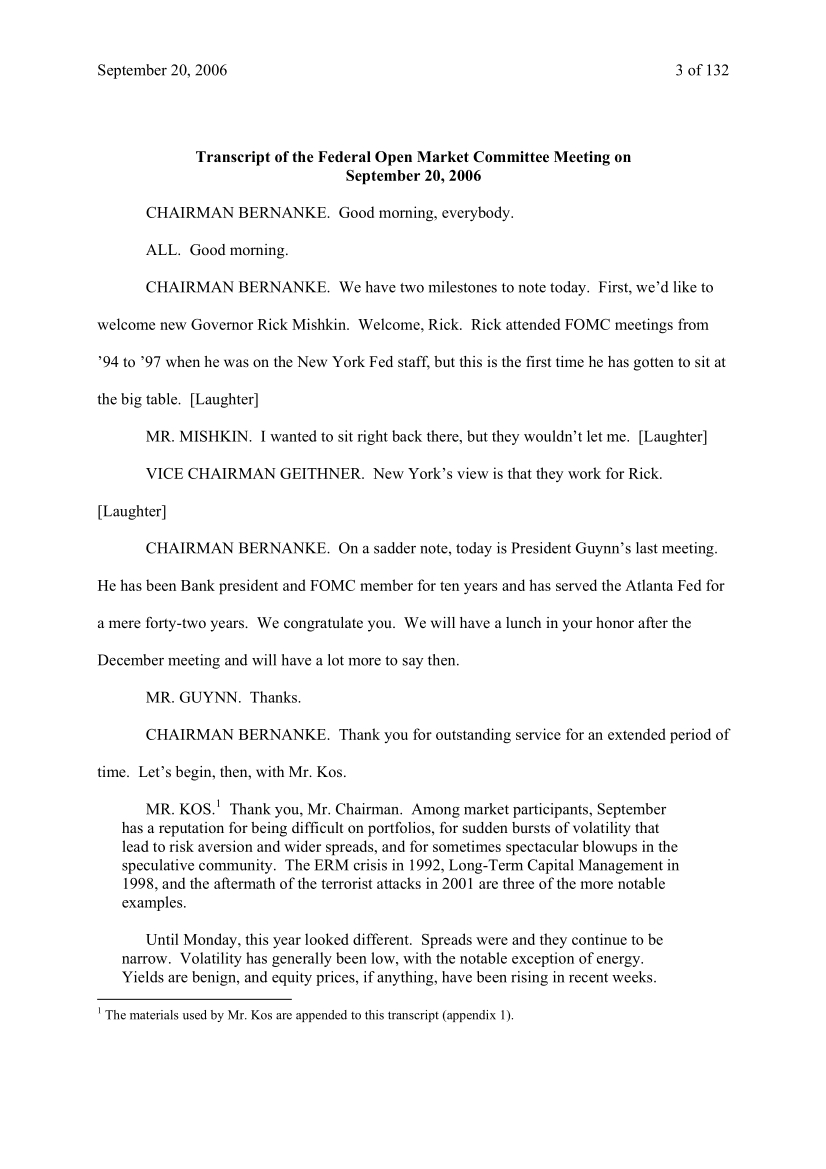 September 20, 2006 3 of 132
Transcript of the Federal Open Market Committee Meeting on
September 20, 2006
CHAIRMAN BERNANKE. Good morning, everybody.
ALL. Good morning.
CHAIRMAN BERNANKE. We have two milestones to note today. First, we’d like to
welcome new Governor Rick Mishkin. Welcome, Rick. Rick attended FOMC meetings from
’94 to ’97 when he was on the New York Fed staff, but this is the first time he has gotten to sit at
the big table. [Laughter]
MR. MISHKIN. I wanted to sit right back there, but they wouldn’t let me. [Laughter]
VICE CHAIRMAN GEITHNER. New York’s view is that they work for Rick.
[Laughter]
CHAIRMAN BERNANKE. On a sadder note, today is President Guynn’s last meeting.
He has been Bank president and FOMC member for ten years and has served the Atlanta Fed for
a mere forty-two years. We congratulate you. We will have a lunch in your honor after the
December meeting and will have a lot more to say then.
MR. GUYNN. Thanks.
CHAIRMAN BERNANKE. Thank you for outstanding service for an extended period of
time. Let’s begin, then, with Mr. Kos.
MR. KOS.1 Thank you, Mr. Chairman. Among market participants, September
has a reputation for being difficult on portfolios, for sudden bursts of volatility that
lead to risk aversion and wider spreads, and for sometimes spectacular blowups in the
speculative community. The ERM crisis in 1992, Long-Term Capital Management in
1998, and the aftermath of the terrorist attacks in 2001 are three of the more notable
examples.
Until Monday, this year looked different. Spreads were and they continue to be
narrow. Volatility has generally been low, with the notable exception of energy.
Yields are benign, and equity prices, if anything, have been rising in recent weeks.
1 The materials used by Mr. Kos are appended to this transcript (appendix 1).